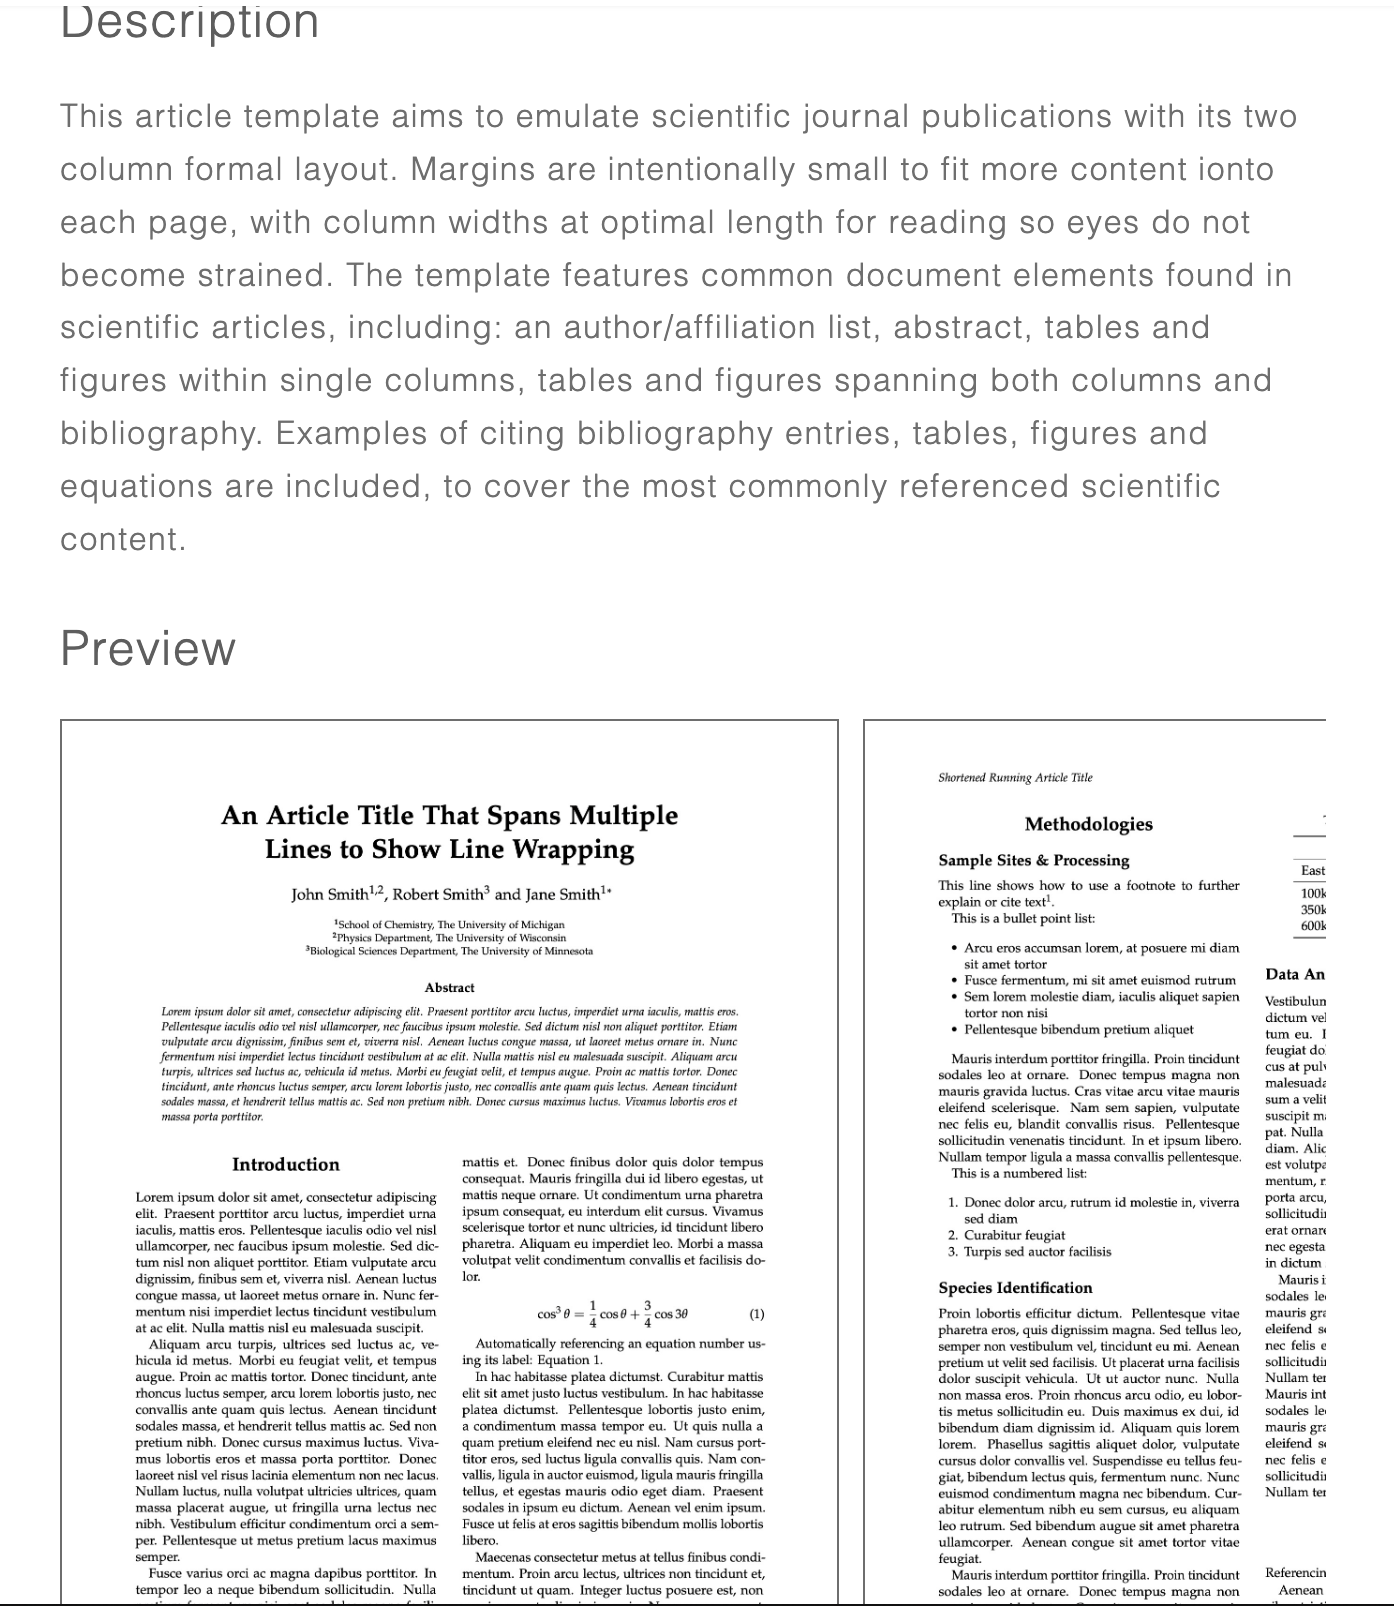 Description
This article template aims to emulate scientific journal publications with its two
column formal layout. Margins are intentionally small to fit more content ionto
each page, with column widths at optimal length for reading so eyes do not
become strained. The template features common document elements found in
scientific articles, including: an author/affiliation list, abstract, tables and
figures within single columns, tables and figures spanning both columns and
bibliography. Examples of citing bibliography entries, tables, figures and
equations are included, to cover the most commonly referenced scientific
content.
Preview
An Article Title That Spans Multiple
Lines to Show Line Wrapping
John Smith¹,², Robert Smith³ and Jane Smith¹*
¹School of Chemistry, The University of Michigan
²Physics Department, The University of Wisconsin
³Biological Sciences Department, The University of Minnesota
Abstract
Lorem ipsum dolor sit amet, consectetur adipiscing elit. Praesent porttitor arcu luctus, imperdiet urna iaculis, mattis eros.
Pellentesque iaculis odio vel nisl ullamcorper, nec faucibus ipsum molestie. Sed dictum nisl non aliquet porttitor. Etiam
vulputate arcu dignissim, finibus sem et, viverra nisl. Aenean luctus congue massa, ut laoreet metus ornare in. Nunc
fermentum nisi imperdiet lectus tincidunt vestibulum at ac elit. Nulla mattis nisl eu malesuada suscipit. Aliquam arcu
turpis, ultrices sed luctus ac, vehicula id metus. Morbi eu feugiat velit, et tempus augue. Proin ac mattis tortor. Donec
tincidunt, ante rhoncus luctus semper, arcu lorem lobortis justo, nec convallis ante quam quis lectus. Aenean tincidunt
sodales massa, et hendrerit tellus mattis ac. Sed non pretium nibh. Donec cursus maximus luctus. Vivamus lobortis eros et
massa porta porttitor.
Introduction
Lorem ipsum dolor sit amet, consectetur adipiscing
elit. Praesent porttitor arcu luctus, imperdiet urna
iaculis, mattis eros. Pellentesque iaculis odio vel nisl
ullamcorper, nec faucibus ipsum molestie. Sed dic-
tum nisl non aliquet porttitor. Etiam vulputate arcu
dignissim, finibus sem et, viverra nisl. Aenean luctus
congue massa, ut laoreet metus ornare in. Nunc fer-
mentum nisi imperdiet lectus tincidunt vestibulum
at ac elit. Nulla mattis nisl eu malesuada suscipit.
Aliquam arcu turpis, ultrices sed luctus ac, ve-
hicula id metus. Morbi eu feugiat velit, et tempus
augue. Proin ac mattis tortor. Donec tincidunt, ante
rhoncus luctus semper, arcu lorem lobortis justo, nec
convallis ante quam quis lectus. Aenean tincidunt
sodales massa, et hendrerit tellus mattis ac. Sed non
pretium nibh. Donec cursus maximus luctus. Viva-
mus lobortis eros et massa porta porttitor. Donec
laoreet nisl vel risus lacinia elementum non nec lacus.
Nullam luctus, nulla volutpat ultricies ultrices, quam
massa placerat augue, ut fringilla urna lectus nec
nibh. Vestibulum efficitur condimentum orci a sem-
per. Pellentesque ut metus pretium lacus maximus
semper.
Fusce varius orci ac magna dapibus porttitor. In
tempor leo a neque bibendum sollicitudin. Nulla
mattis et. Donec finibus dolor quis dolor tempus
consequat. Mauris fringilla dui id libero egestas, ut
mattis neque ornare. Ut condimentum urna pharetra
ipsum consequat, eu interdum elit cursus. Vivamus
scelerisque tortor et nunc ultricies, id tincidunt libero
pharetra. Aliquam eu imperdiet leo. Morbi a massa
volutpat velit condimentum convallis et facilisis do-
lor.
cos³ θ = 1/4 cos θ + 3/4 cos 3θ (1)
Automatically referencing an equation number us-
ing its label: Equation 1.
In hac habitasse platea dictumst. Curabitur mattis
elit sit amet justo luctus vestibulum. In hac habitasse
platea dictumst. Pellentesque lobortis justo enim,
a condimentum massa tempor eu. Ut quis nulla a
quam pretium eleifend nec eu nisl. Nam cursus port-
titor eros, sed luctus ligula convallis quis. Nam con-
vallis, ligula in auctor euismod, ligula mauris fringilla
tellus, et egestas mauris odio eget diam. Praesent
sodales in ipsum eu dictum. Aenean vel enim ipsum.
Fusce ut felis at eros sagittis bibendum mollis lobortis
libero.
Maecenas consectetur metus at tellus finibus condi-
mentum. Proin arcu lectus, ultrices non tincidunt et,
tincidunt ut quam. Integer luctus posuere est, non
Shortened Running Article Title
Methodologies
Sample Sites & Processing
This line shows how to use a footnote to further
explain or cite text¹.
This is a bullet point list:
• Arcu eros accumsan lorem, at posuere mi diam
sit amet tortor
• Fusce fermentum, mi sit amet euismod rutrum
• Sem lorem molestie diam, iaculis aliquet sapien
tortor non nisi
• Pellentesque bibendum pretium aliquet
Mauris interdum porttitor fringilla. Proin tincidunt
sodales leo at ornare. Donec tempus magna non
mauris gravida luctus. Cras vitae arcu vitae mauris
eleifend scelerisque. Nam sem sapien, vulputate
nec felis eu, blandit convallis risus. Pellentesque
sollicitudin venenatis tincidunt. In et ipsum libero.
Nullam tempor ligula a massa convallis pellentesque.
This is a numbered list:
1. Donec dolor arcu, rutrum id molestie in, viverra
sed diam
2. Curabitur feugiat
3. Turpis sed auctor facilisis
Species Identification
Proin lobortis efficitur dictum. Pellentesque vitae
pharetra eros, quis dignissim magna. Sed tellus leo,
semper non vestibulum vel, tincidunt eu mi. Aenean
pretium ut velit sed facilisis. Ut placerat urna facilisis
dolor suscipit vehicula. Ut ut auctor nunc. Nulla
non massa eros. Proin rhoncus arcu odio, eu lobor-
tis metus sollicitudin eu. Duis maximus ex dui, id
bibendum diam dignissim id. Aliquam quis lorem
lorem. Phasellus sagittis aliquet dolor, vulputate
cursus dolor convallis vel. Suspendisse eu tellus feu-
giat, bibendum lectus quis, fermentum nunc. Nunc
euismod condimentum magna nec bibendum. Cur-
abitur elementum nibh eu sem cursus, eu aliquam
leo rutrum. Sed bibendum augue sit amet pharetra
ullamcorper. Aenean congue sit amet tortor vitae
feugiat.
Mauris interdum porttitor fringilla. Proin tincidunt
sodales leo at ornare. Donec tempus magna non
East
100k
350k
600k
Data An
Vestibulum
dictum vel
tum eu.
feugiat do
cus at pulv
malesuada
sum a velit
suscipit m
pat. Nulla
diam. Aliq
est volutpa
mentum, r
porta arcu,
sollicitudi
erat ornare
nec egesta
in dictum
Mauris i
sodales le
mauris gra
eleifend s
nec felis e
sollicitudi
Nullam ter
Mauris int
sodales le
mauris gra
eleifend s
nec felis e
sollicitudi
Nullam ter
Referencin
Aenean